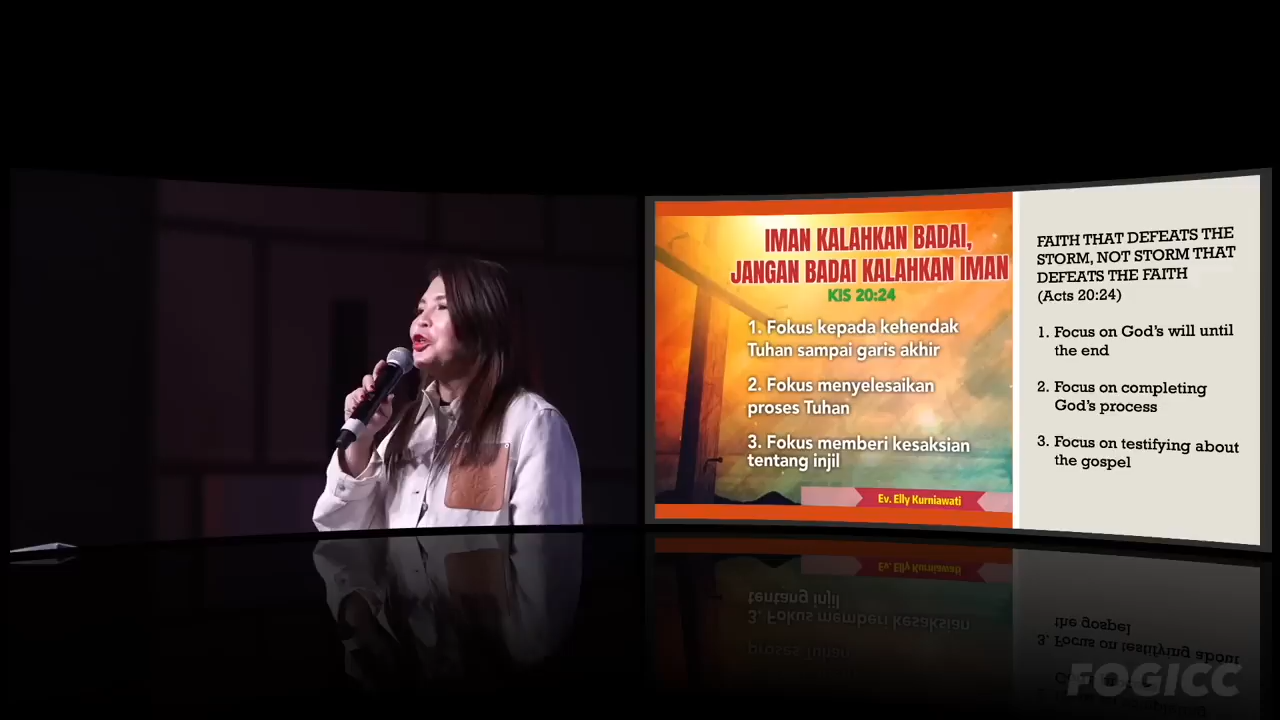 IMAN KALAHKAN BADAI,
JANGAN BADAI KALAHKAN IMAN
KIS 20:24
1. Fokus kepada kehendak
Tuhan sampai garis akhir
2. Fokus menyelesaikan
proses Tuhan
3. Fokus memberi kesaksian
tentang injil
Ev. Elly Kurniawati
FAITH THAT DEFEATS THE
STORM, NOT STORM THAT
DEFEATS THE FAITH
(Acts 20:24)
1. Focus on God's will until
the end
2. Focus on completing
God's process
3. Focus on testifying about
the gospel
FOGICC